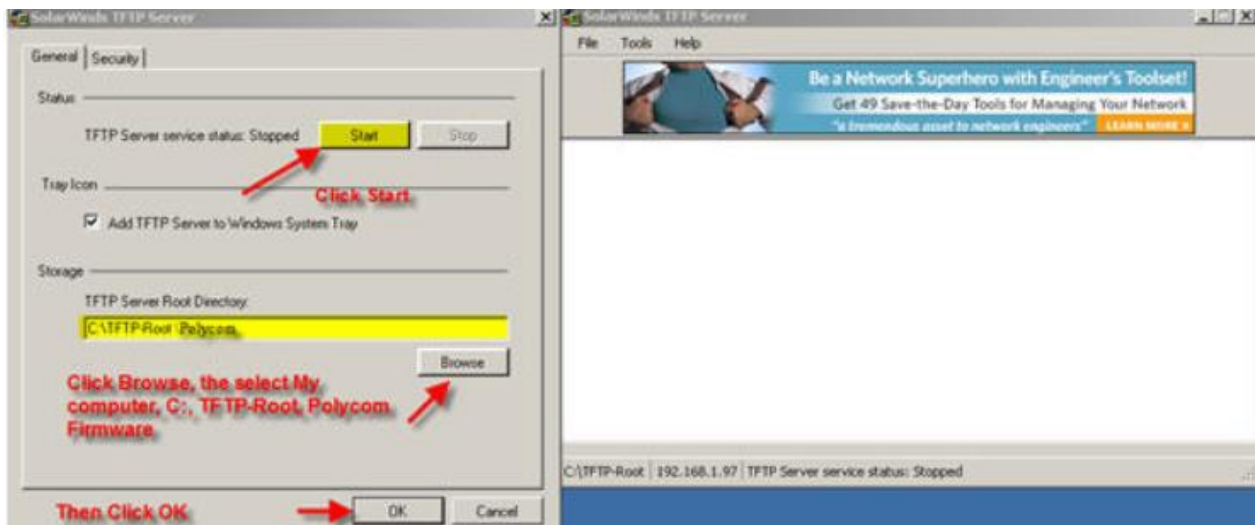 SolarWinds TFTP Server
General
Security
Status
TFTP Server service status: Stopped
Start
Stop
Click Start
Tray Icon
Add TFTP Server to Windows System Tray
Storage
TFTP Server Root Directory
C:\TFTP-Root\Polycom
Browse
Click Browse, the select My
computer, C:, TFTP-Root, Polycom
Firmware
Then Click OK
OK
Cancel
SolarWinds TFTP Server
File Tools Help
Be a Network Superhero with Engineer's Toolset!
Get 49 Save-the-Day Tools for Managing Your Network
"a tremendous asset to network engineers"
LEARN MORE »
C:\TFTP-Root 192.168.1.97 TFTP Server service status: Stopped